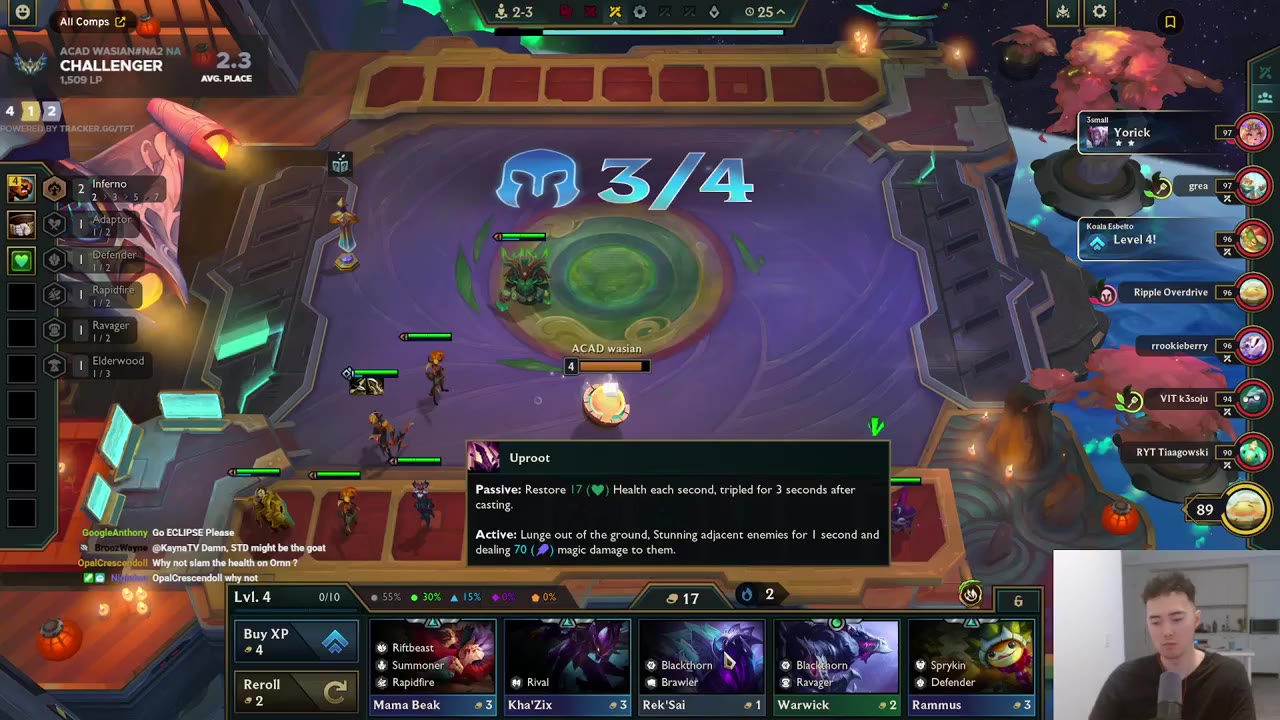 All Comps
2-3
25
ACAD WASIAN#NA2 NA
CHALLENGER
1,509 LP
2.3
AVG. PLACE
4 1 2
POWERED BY TRACKER.GG/TFT
3/4
4
2 Inferno
2 > 3 > 5 > 7
1 Adaptor
1 / 2
1 Defender
1 / 2
1 Rapidfire
1 / 2
1 Ravager
1 / 2
1 Elderwood
1 / 3
3small
Yorick
97
grea 97
Koala Esbelto
Level 4!
96
Ripple Overdrive 96
rrookieberry 96
VIT k3soju 94
RYT Tiaagowski 90
89
ACAD wasian
4
Uproot
Passive: Restore 17 Health each second, tripled for 3 seconds after
casting.
Active: Lunge out of the ground, Stunning adjacent enemies for 1 second and
dealing 70 magic damage to them.
GoogleAnthony Go ECLIPSE Please
BrouzWayne @KaynaTV Damn, STD might be the goat
OpalCrescendoll Why not slam the health on Ornn ?
OpalCrescendoll why not
Lvl. 4 0/10
55% 30% 15% 0% 0%
17
2
6
Buy XP
4
Reroll
2
Riftbeast
Summoner
Rapidfire
Mama Beak 3
Rival
Kha'Zix 3
Blackthorn
Brawler
Rek'Sai 1
Blackthorn
Ravager
Warwick 2
Sprykin
Defender
Rammus 3